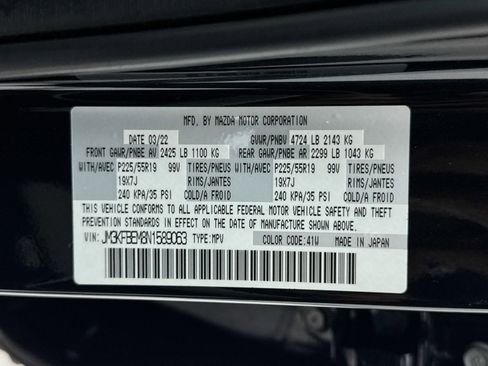 MFD. BY MAZDA MOTOR CORPORATION
DATE 03/22 GVWR/PNBV 4724 LB 2143 KG
FRONT GAWR/PNBE AV 2425 LB 1100 KG REAR GAWR/PNBE AR 2299 LB 1043 KG
WITH/AVEC P225/55R19 99V TIRES/PNEUS WITH/AVEC P225/55R19 99V TIRES/PNEUS
19X7J RIMS/JANTES 19X7J RIMS/JANTES
240 KPA/35 PSI COLD/A FROID 240 KPA/35 PSI COLD/A FROID
THIS VEHICLE CONFORMS TO ALL APPLICABLE FEDERAL MOTOR VEHICLE SAFETY AND THEFT
PREVENTION STANDARDS IN EFFECT ON THE DATE OF MANUFACTURE SHOWN ABOVE.
VIN: JM3KFBEM8N1589063 TYPE: MPV COLOR CODE: 41W MADE IN JAPAN